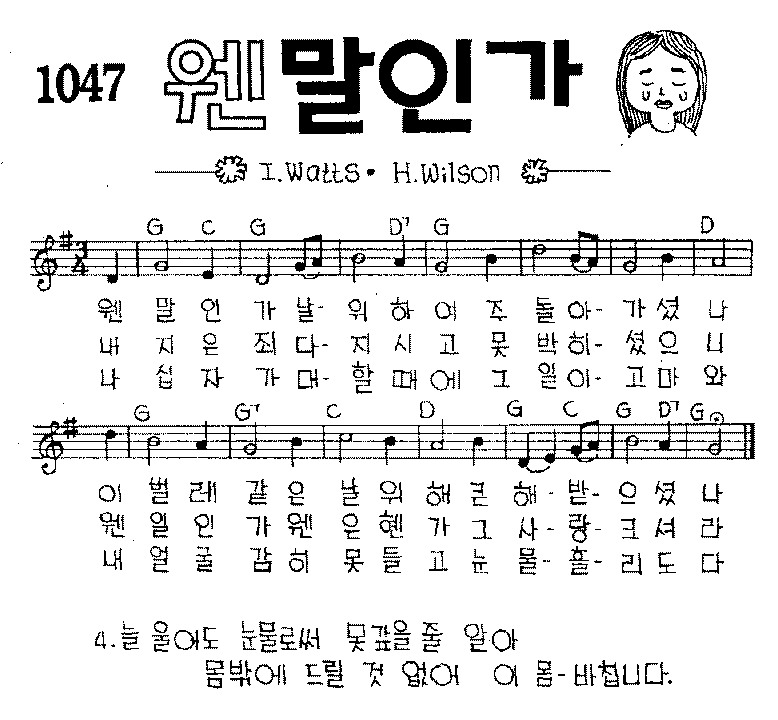 1047 웬말인가
I.Watts · H.Wilson
G C G D7 G D
3
4
웬 말 인 가 날- 위 하 여 주 돌 아- 가 셨 나
내 지 은 죄 다- 지 시 고 못 박 히- 셨 으 니
나 십 자 가 대- 할 때 에 그 일 이- 고 마 와
G G7 C D G C G D7 G
이 벌 레 같 은 날 위 해 큰 해- 받- 으 셨 나
웬 일 인 가 웬 은 혠 가 그 사- 랑- 크 셔 라
내 얼 굴 감 히 못 들 고 눈 물- 흘- 리 도 다
4. 늘 울어도 눈물로써 못갚을줄 알아
몸밖에 드릴 것 없어 이 몸-바칩니다.